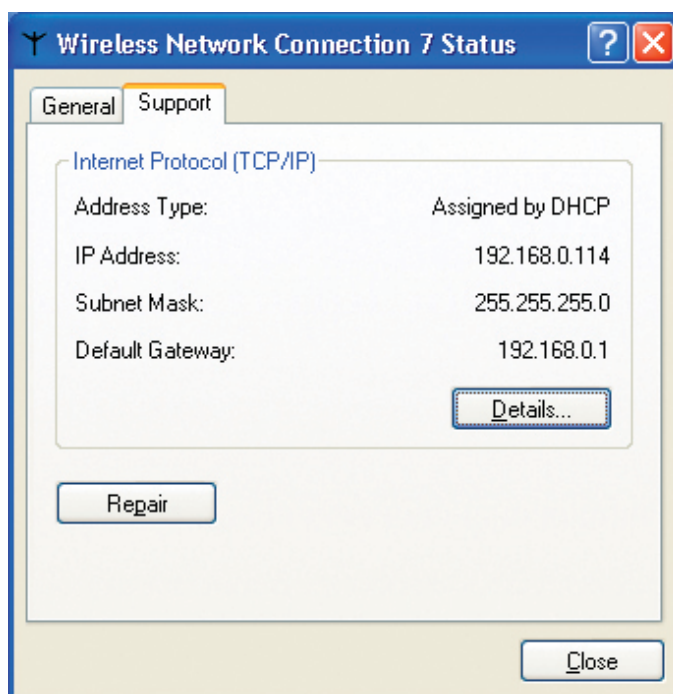 Wireless Network Connection 7 Status
General Support
Internet Protocol (TCP/IP)
Address Type: Assigned by DHCP
IP Address: 192.168.0.114
Subnet Mask: 255.255.255.0
Default Gateway: 192.168.0.1
Details...
Repair
Close